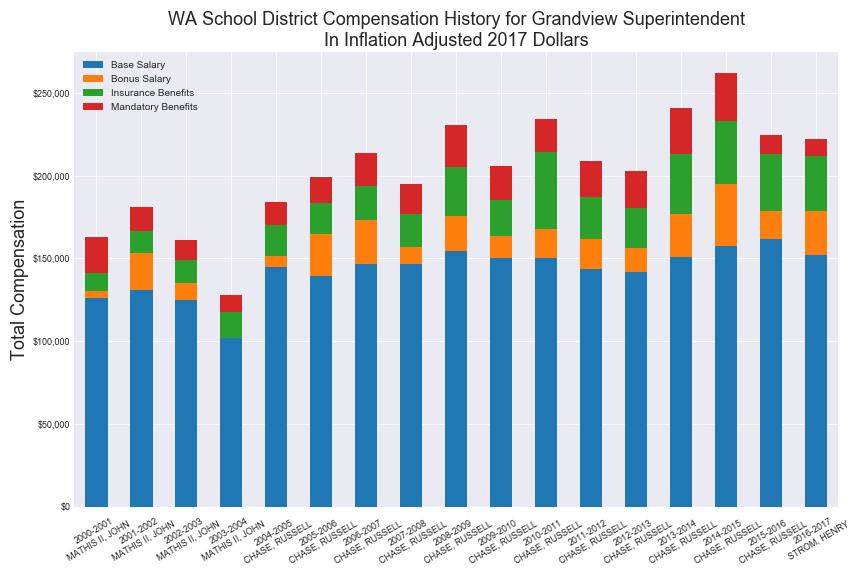 WA School District Compensation History for Grandview Superintendent
In Inflation Adjusted 2017 Dollars
Base Salary
Bonus Salary
Insurance Benefits
Mandatory Benefits
Total Compensation
$250,000
$200,000
$150,000
$100,000
$50,000
$0
2000-2001
MATHIS II, JOHN
2001-2002
MATHIS II, JOHN
2002-2003
MATHIS II, JOHN
2003-2004
MATHIS II, JOHN
2004-2005
CHASE, RUSSELL
2005-2006
CHASE, RUSSELL
2006-2007
CHASE, RUSSELL
2007-2008
CHASE, RUSSELL
2008-2009
CHASE, RUSSELL
2009-2010
CHASE, RUSSELL
2010-2011
CHASE, RUSSELL
2011-2012
CHASE, RUSSELL
2012-2013
CHASE, RUSSELL
2013-2014
CHASE, RUSSELL
2014-2015
CHASE, RUSSELL
2015-2016
CHASE, RUSSELL
2016-2017
STROM, HENRY